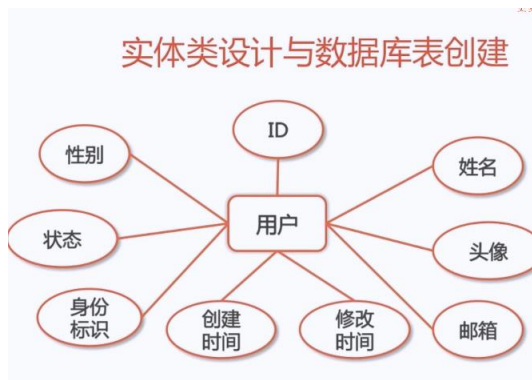 实体类设计与数据库表创建
ID
性别
姓名
用户
状态
头像
身份
标识
创建
时间
修改
时间
邮箱